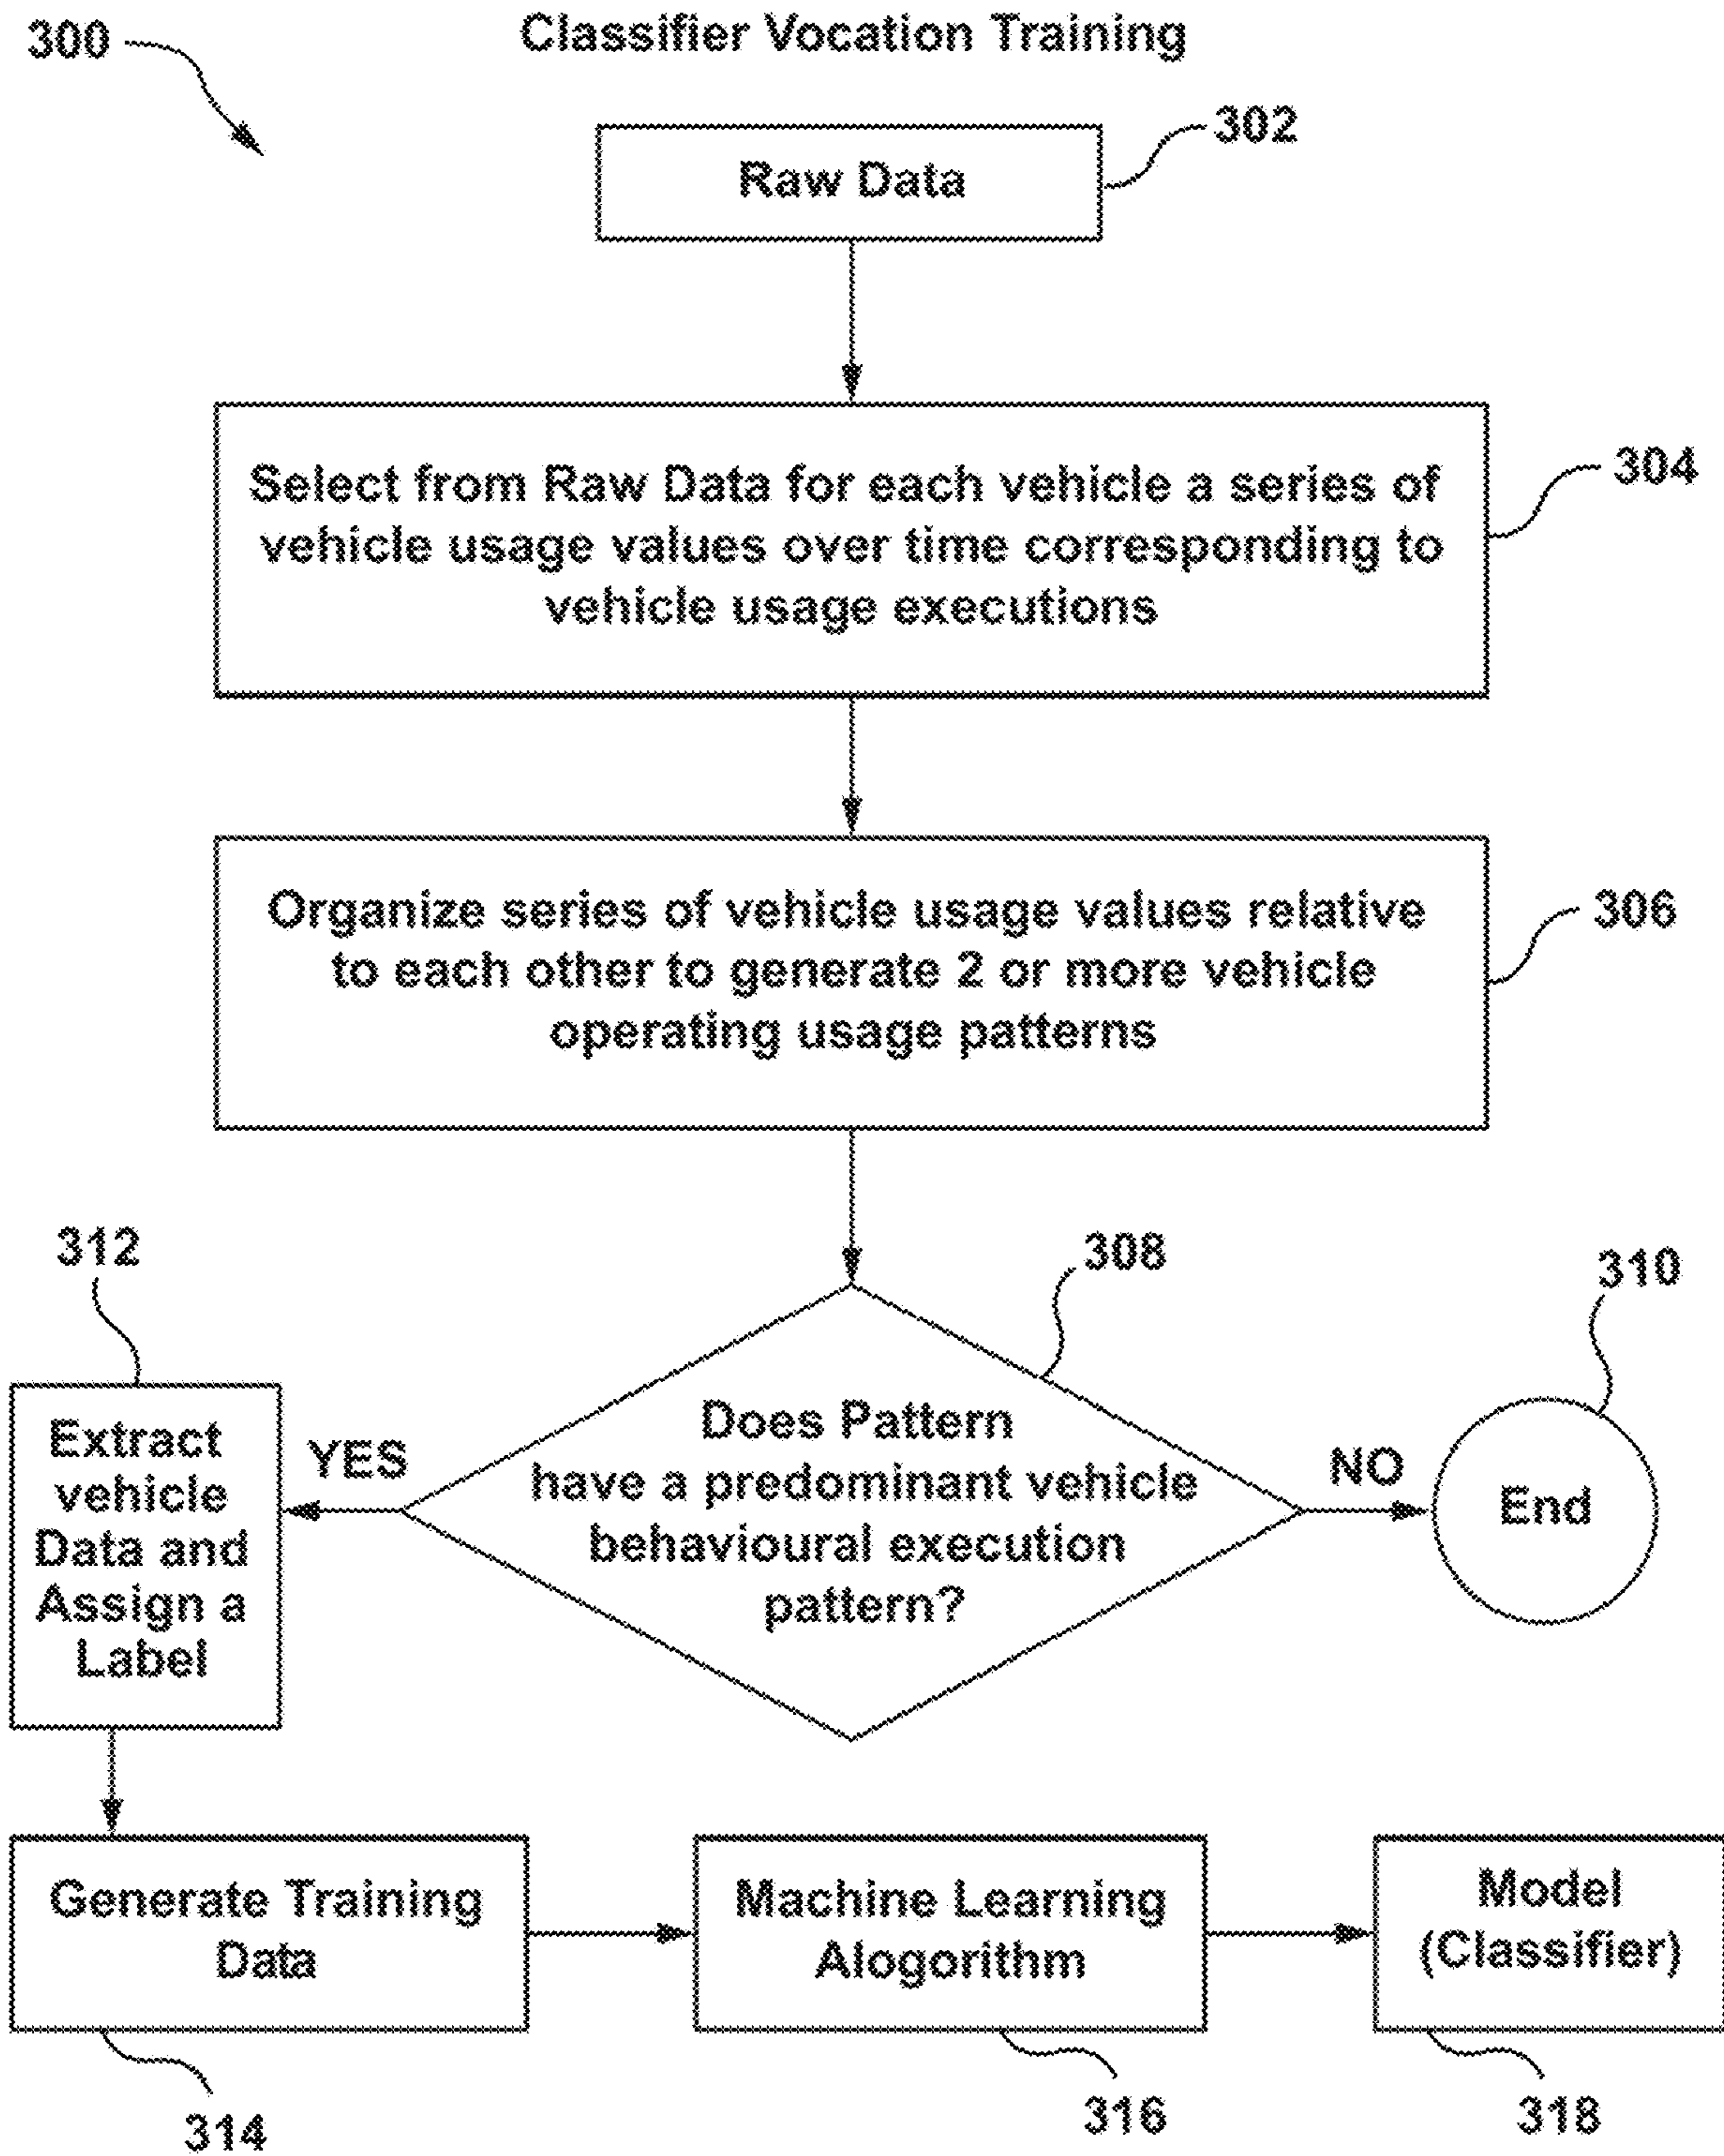 Classifier Vocation Training
300
302
Raw Data
304
Select from Raw Data for each vehicle a series of
vehicle usage values over time corresponding to
vehicle usage executions
306
Organize series of vehicle usage values relative
to each other to generate 2 or more vehicle
operating usage patterns
308
Does Pattern
have a predominant vehicle
behavioural execution
pattern?
NO
310
End
YES
312
Extract
vehicle
Data and
Assign a
Label
Generate Training
Data
314
Machine Learning
Alogorithm
316
Model
(Classifier)
318